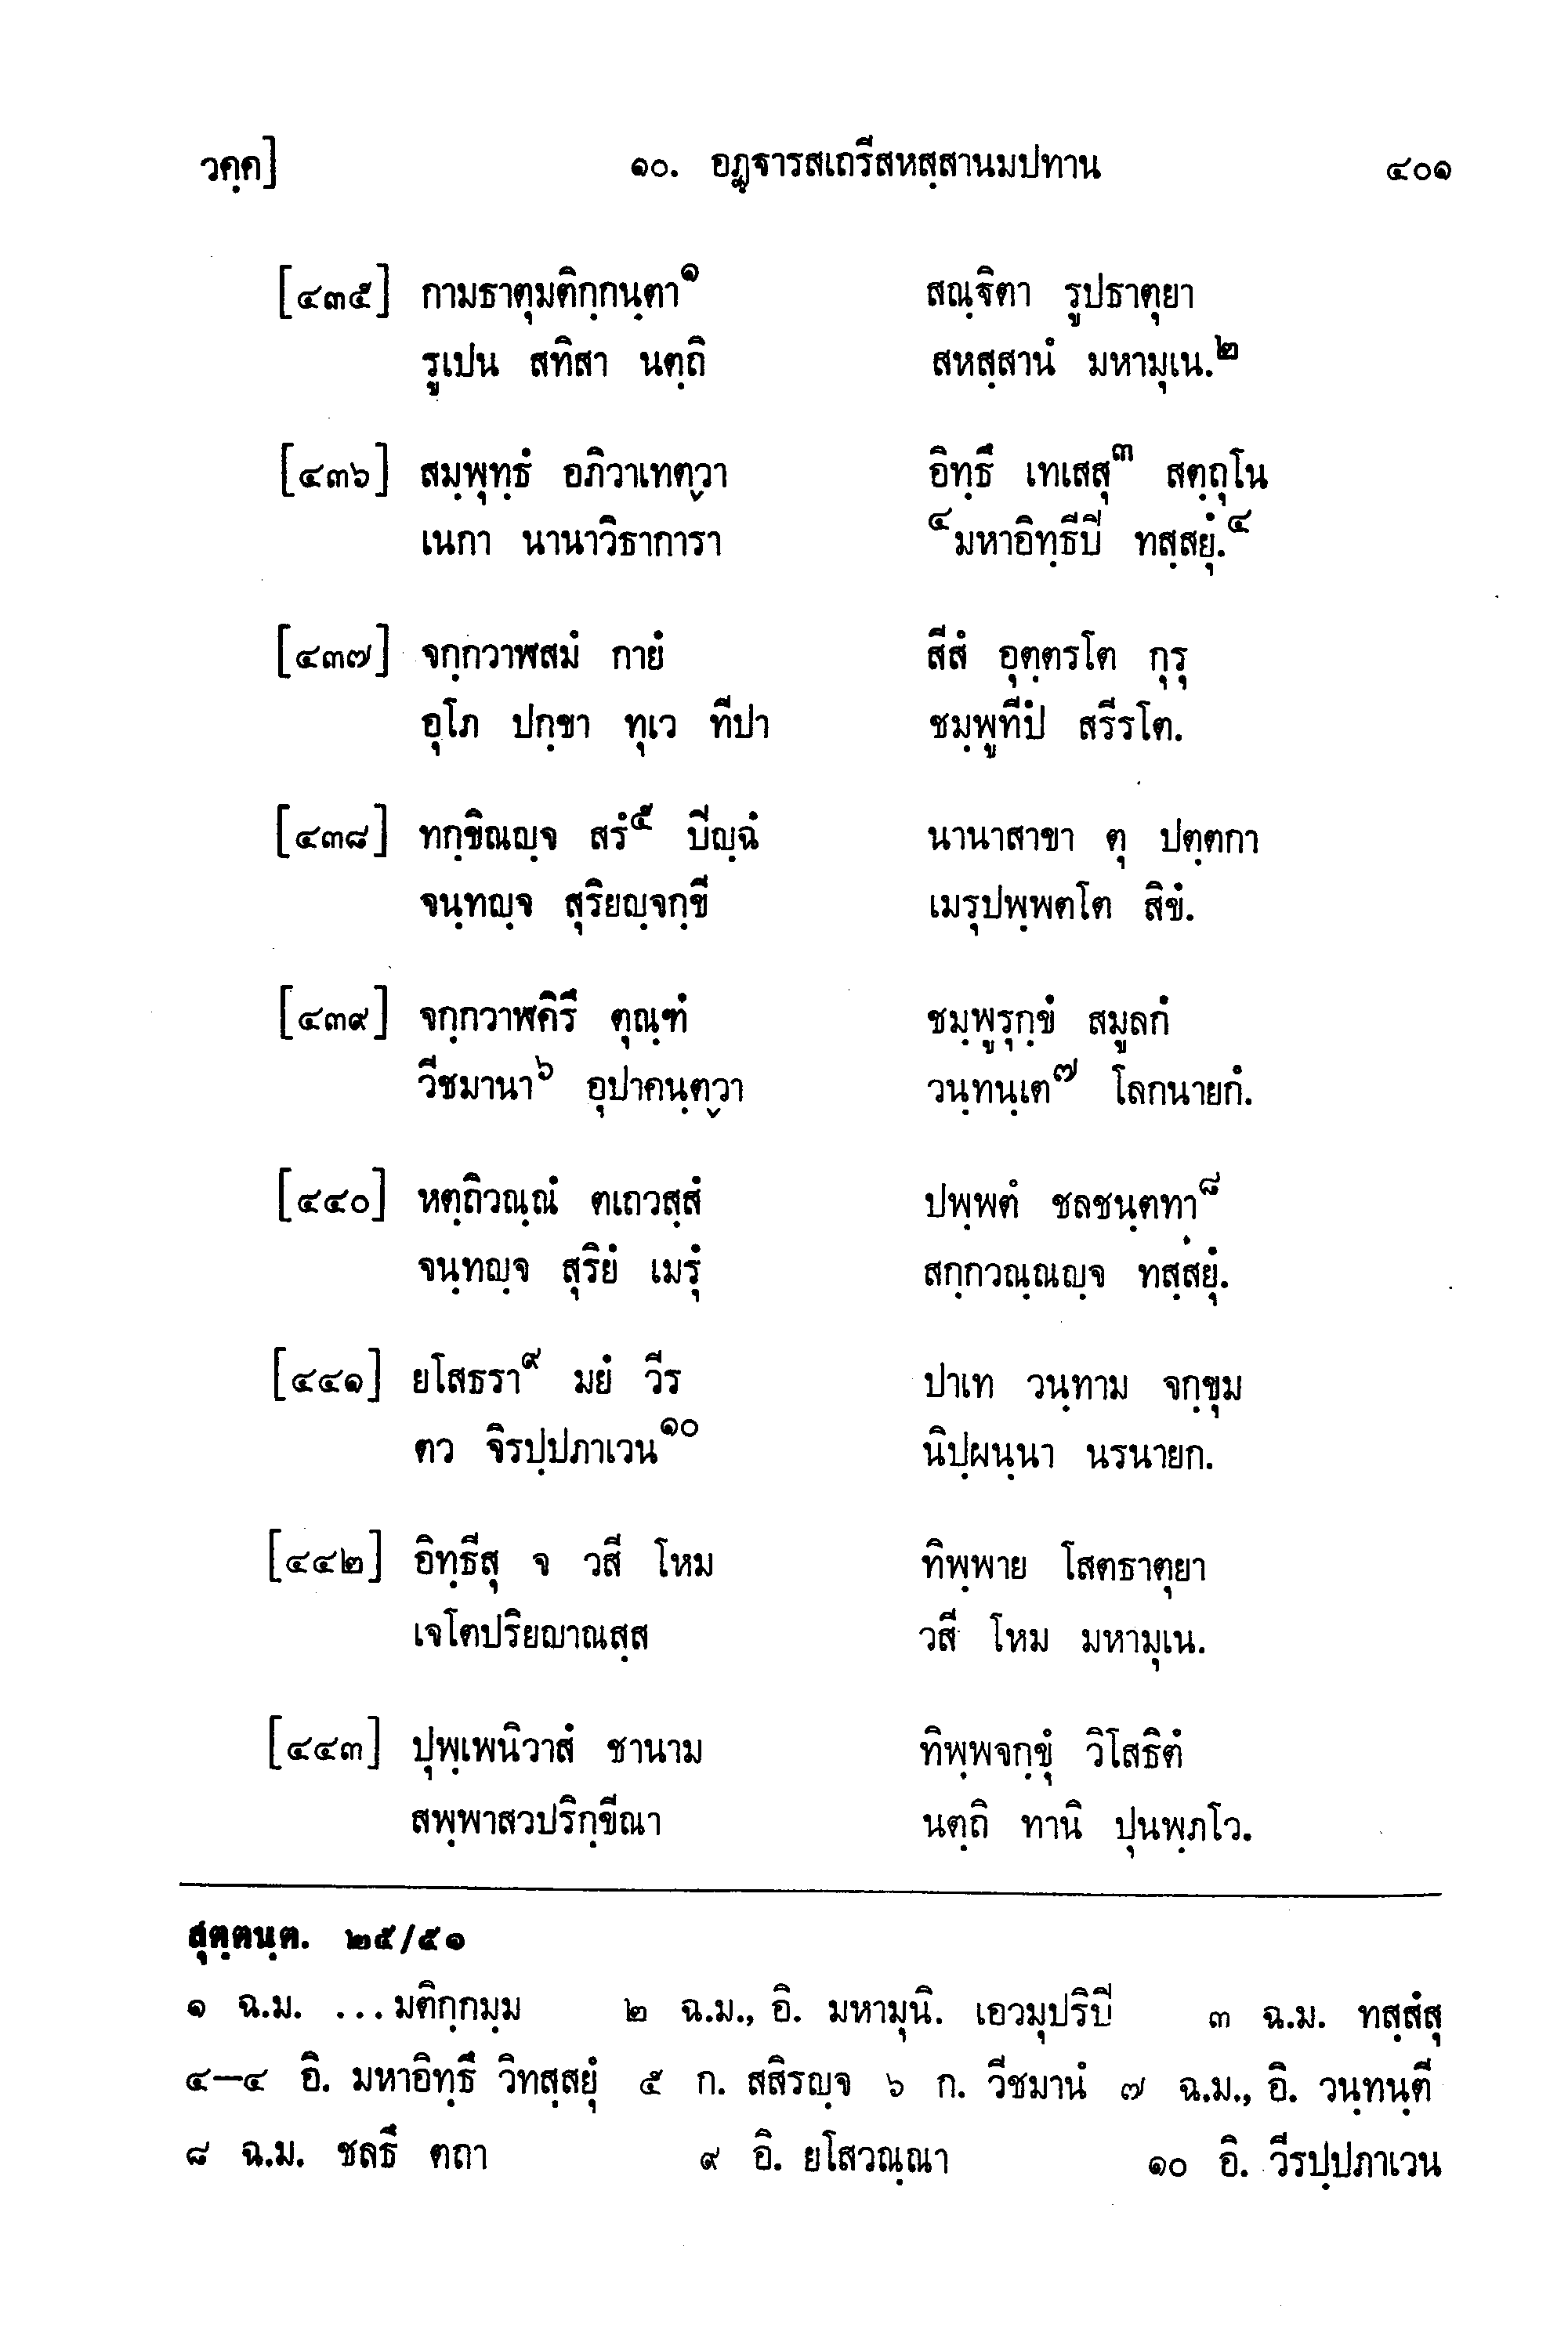 วคฺค] ๑๐. อฏฺฐารสเถรีสหสฺสานมปทาน ๔๐๑
[๔๓๕] กามธาตุมติกฺกนฺตา๑ สณฺฐิตา รูปธาตุยา
รูเปน สทิสา นตฺถิ สหสฺสานํ มหามุเน.๒
[๔๓๖] สมฺพุทฺธํ อภิวาเทตฺวา อิทฺธึ เทเสสุ๓ สตฺถุโน
เนกา นานาวิธาการา ๔มหาอิทฺธีปี ทสฺสยุํ.๔
[๔๓๗] จกฺกวาฬสมํ กายํ สีสํ อุตฺตรโต กุรุ
อุโภ ปกฺขา ทุเว ทีปา ชมฺพูทีปํ สรีรโต.
[๔๓๘] ทกฺขิณญฺจ สรํ๕ ปีญฺฉํ นานาสาขา ตุ ปตฺตกา
จนฺทญฺจ สุริยญฺจกฺขี เมรุปพฺพตโต สิขํ.
[๔๓๙] จกฺกวาฬคิรึ ตุณฺฑํ ชมฺพูรุกฺขํ สมูลกํ
วีชมานา๖ อุปาคนฺตฺวา วนฺทนฺเต๗ โลกนายกํ.
[๔๔๐] หตฺถิวณฺณํ ตเถวสฺสํ ปพฺพตํ ชลชนฺตทา๘
จนฺทญฺจ สุริยํ เมรุํ สกฺกวณฺณญฺจ ทสฺสยุํ.
[๔๔๑] ยโสธรา๙ มยํ วีร ปาเท วนฺทาม จกฺขุม
ตว จิรปฺปภาเวน๑๐ นิปฺผนฺนา นรนายก.
[๔๔๒] อิทฺธีสุ จ วสี โหม ทิพฺพาย โสตธาตุยา
เจโตปริยญาณสฺส วสี โหม มหามุเน.
[๔๔๓] ปุพฺเพนิวาสํ ชานาม ทิพฺพจกฺขุํ วิโสธิตํ
สพฺพาสวปริกฺขีณา นตฺถิ ทานิ ปุนพฺภโว.
สุตฺตนฺต. ๒๕/๕๑
๑ ฉ.ม. ...มติกฺกมฺม ๒ ฉ.ม., อิ. มหามุนิ. เอวมุปริปี ๓ ฉ.ม. ทสฺสํสุ
๔-๔ อิ. มหาอิทฺธึ วิทสฺสยุํ ๕ ก. สสิรญฺจ ๖ ก. วีชมานํ ๗ ฉ.ม., อิ. วนฺทนฺตี
๘ ฉ.ม. ชลธึ ตถา ๙ อิ. ยโสวณฺณา ๑๐ อิ. วีรปฺปภาเวน